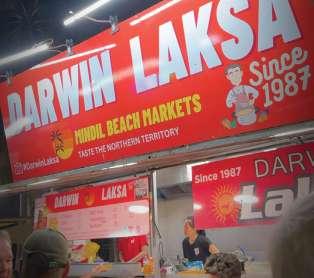 DARWIN LAKSA
MINDIL BEACH MARKETS
TASTE THE NORTHERN TERRITORY
Since
1987
@DarwinLaksa
DARWIN LAKSA
Since 1987
DARW
Lak